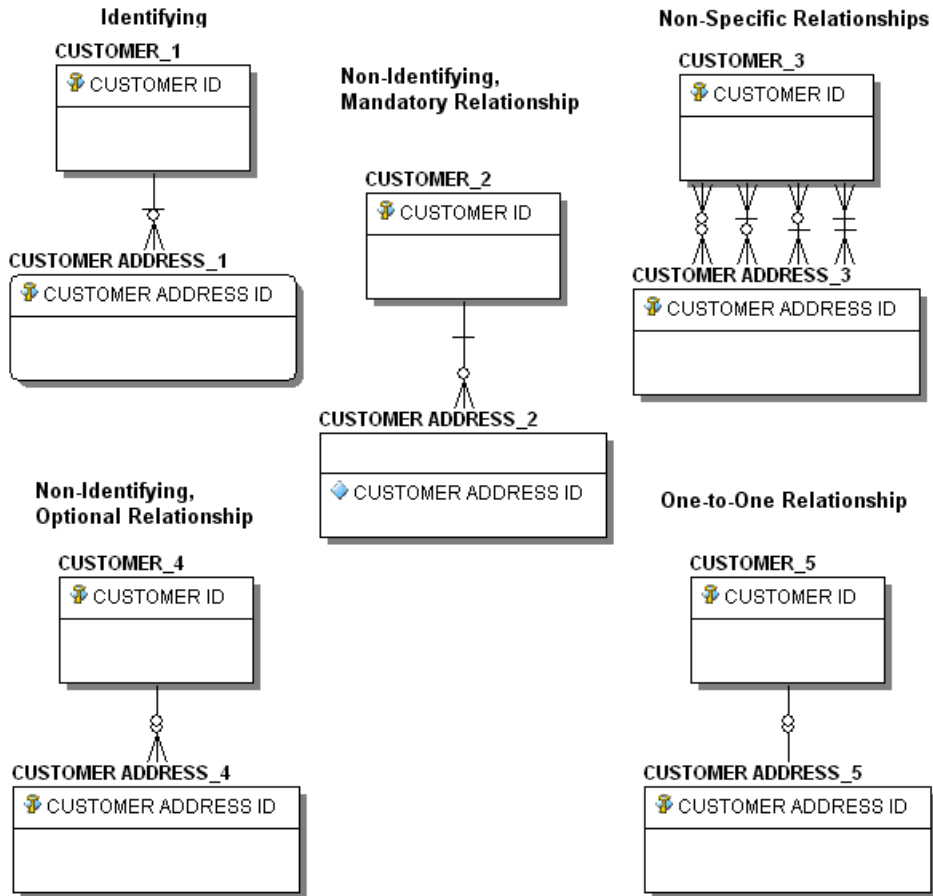 Identifying
CUSTOMER_1
CUSTOMER ID
CUSTOMER ADDRESS_1
CUSTOMER ADDRESS ID
Non-Identifying,
Mandatory Relationship
CUSTOMER_2
CUSTOMER ID
CUSTOMER ADDRESS_2
CUSTOMER ADDRESS ID
Non-Specific Relationships
CUSTOMER_3
CUSTOMER ID
CUSTOMER ADDRESS_3
CUSTOMER ADDRESS ID
Non-Identifying,
Optional Relationship
CUSTOMER_4
CUSTOMER ID
CUSTOMER ADDRESS_4
CUSTOMER ADDRESS ID
One-to-One Relationship
CUSTOMER_5
CUSTOMER ID
CUSTOMER ADDRESS_5
CUSTOMER ADDRESS ID